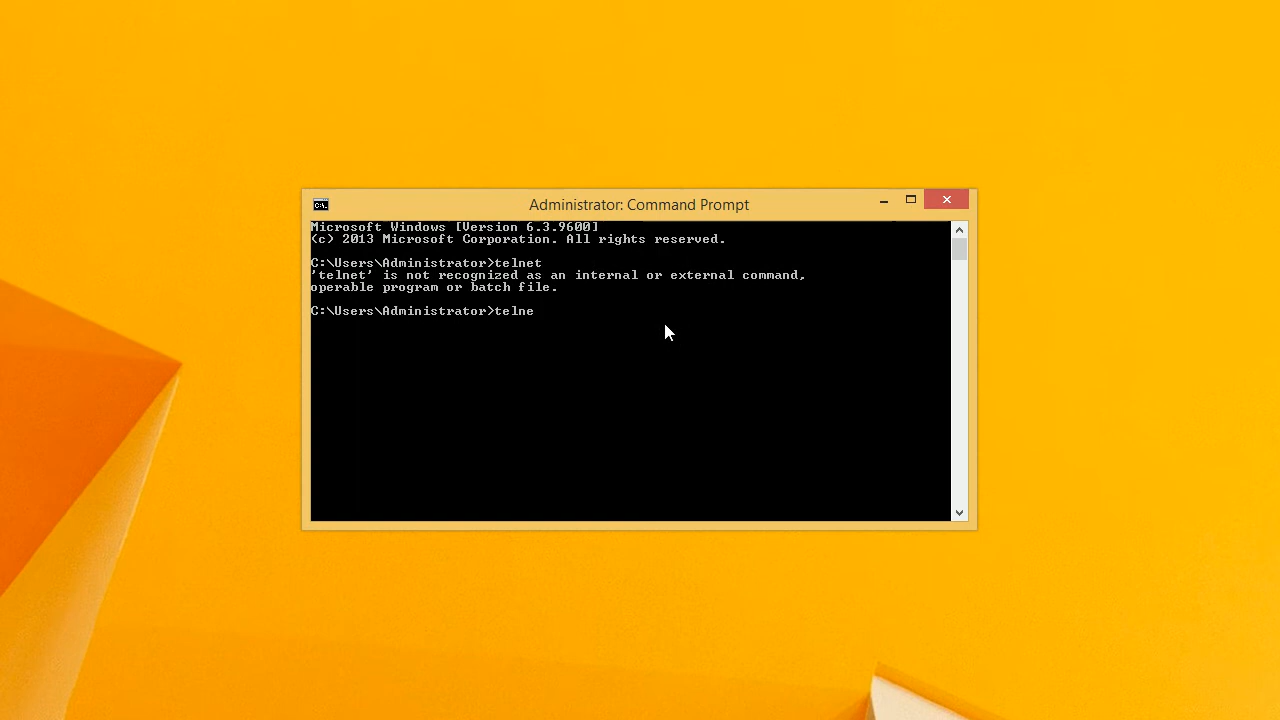 Administrator: Command Prompt
Microsoft Windows [Version 6.3.9600]
(c) 2013 Microsoft Corporation. All rights reserved.
C:\Users\Administrator>telnet
'telnet' is not recognized as an internal or external command,
operable program or batch file.
C:\Users\Administrator>telne